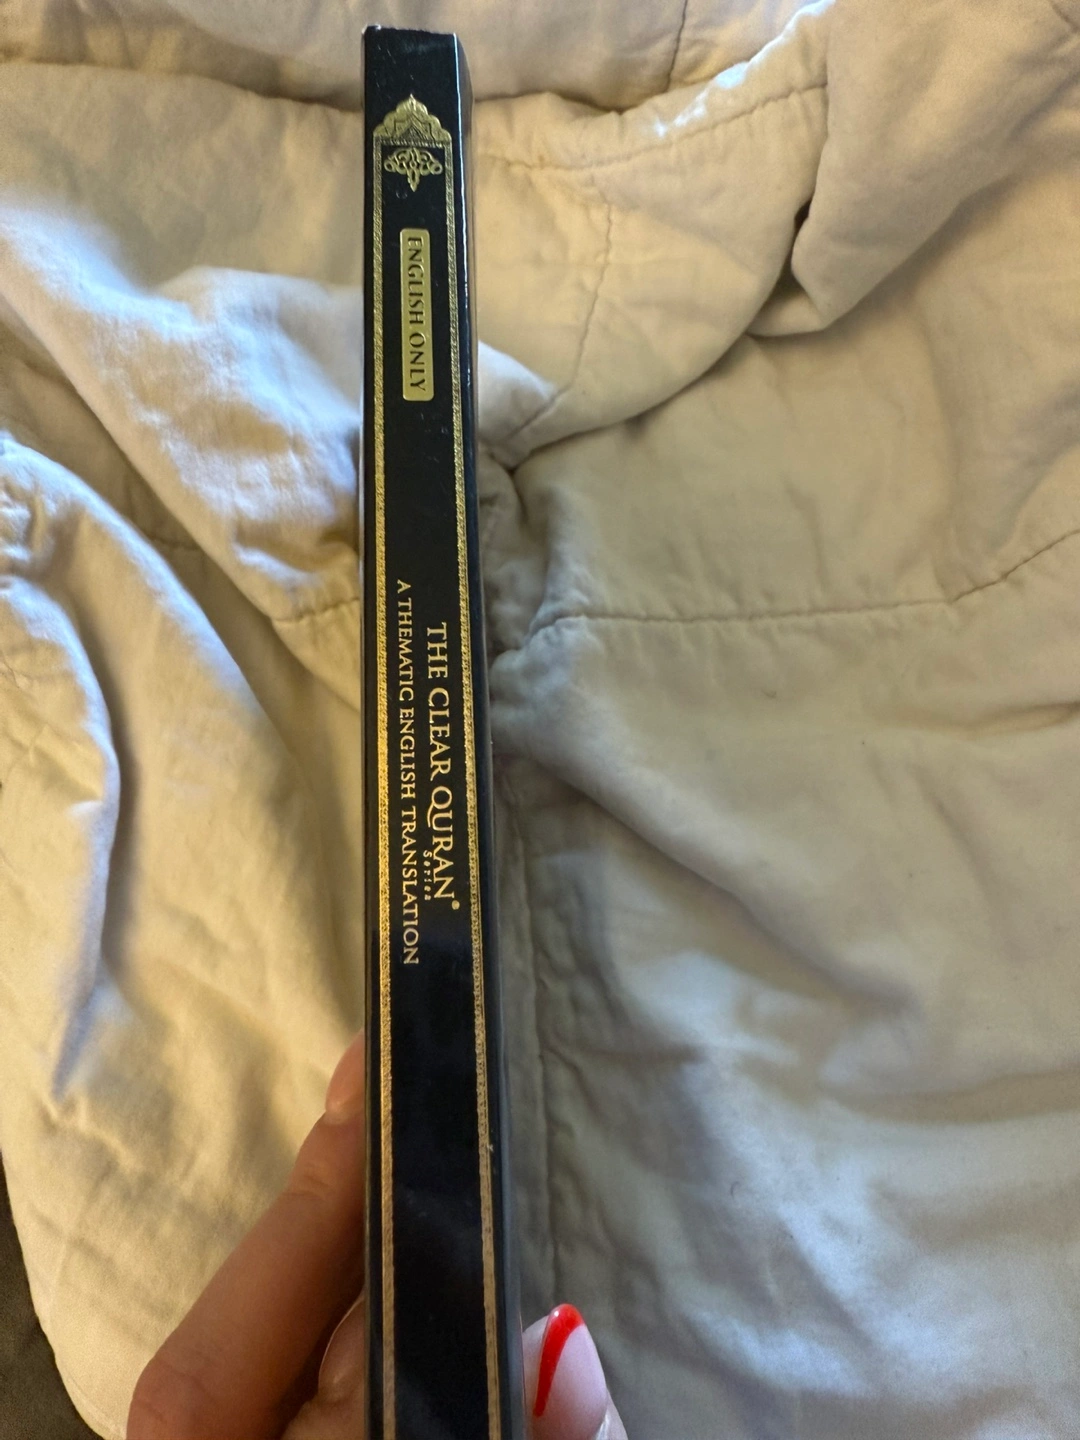 ENGLISH ONLY
THE CLEAR QURAN®
Series
A THEMATIC ENGLISH TRANSLATION